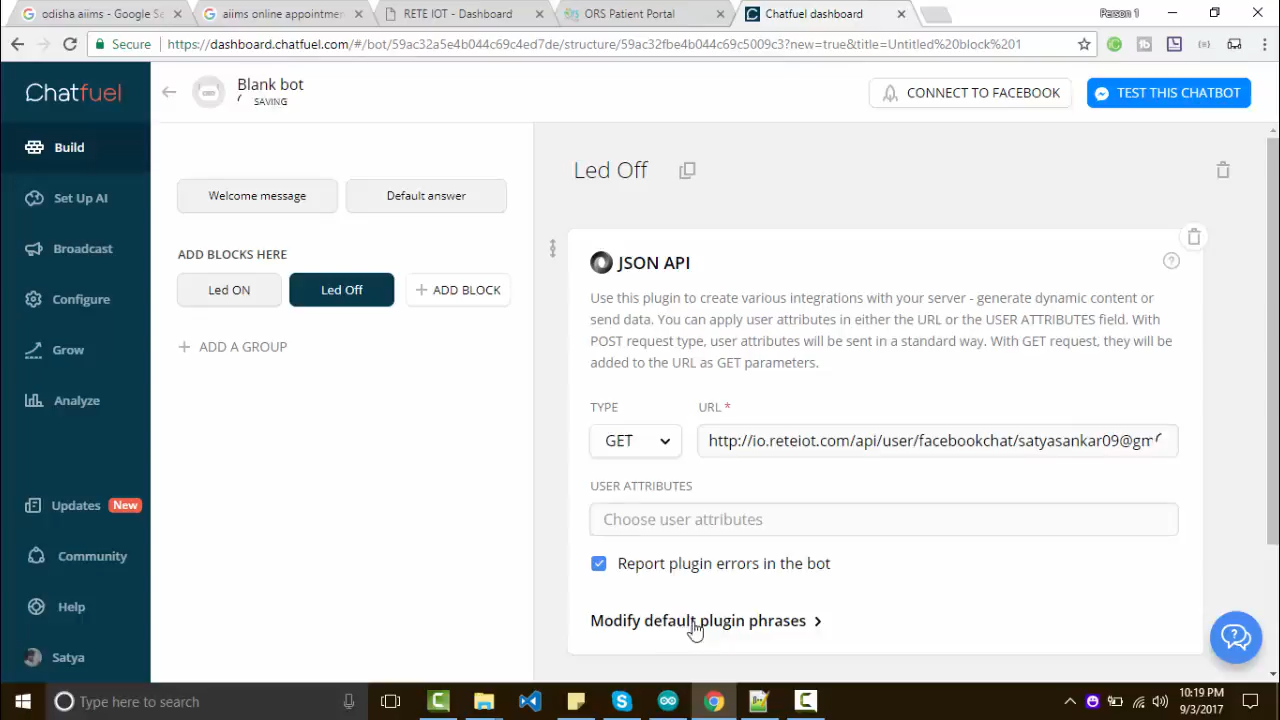 odisha aiims - Google Se
aiims online appointmen
RETE IOT - Dashboard
ORS Patient Portal
Chatfuel dashboard
Person 1
Secure
https://dashboard.chatfuel.com/#/bot/59ac32a5e4b044c69c4ed7de/structure/59ac32fbe4b044c69c5009c3?new=true&title=Untitled%20block%201
Chatfuel
Blank bot
SAVING
CONNECT TO FACEBOOK
TEST THIS CHATBOT
Build
Set Up AI
Broadcast
Configure
Grow
Analyze
Updates
New
Community
Help
Satya
Welcome message
Default answer
ADD BLOCKS HERE
Led ON
Led Off
+ ADD BLOCK
+ ADD A GROUP
Led Off
JSON API
Use this plugin to create various integrations with your server - generate dynamic content or
send data. You can apply user attributes in either the URL or the USER ATTRIBUTES field. With
POST request type, user attributes will be sent in a standard way. With GET request, they will be
added to the URL as GET parameters.
TYPE
URL *
GET
http://io.reteiot.com/api/user/facebookchat/satyasankar09@gm
USER ATTRIBUTES
Choose user attributes
Report plugin errors in the bot
Modify default plugin phrases >
Type here to search
10:19 PM
9/3/2017